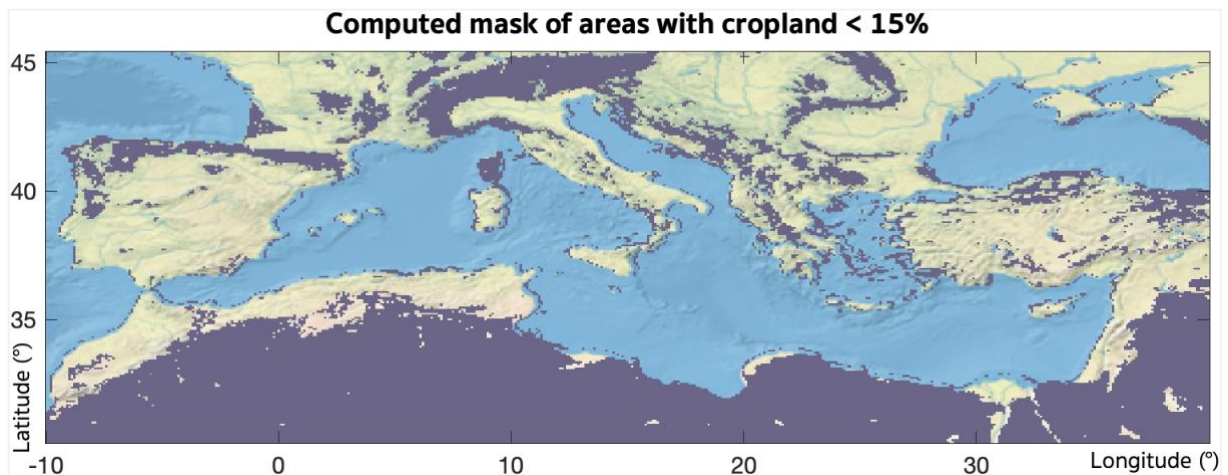 Computed mask of areas with cropland < 15%
45
40
35
Latitude (°)
-10
0
10
20
30
Longitude (°)